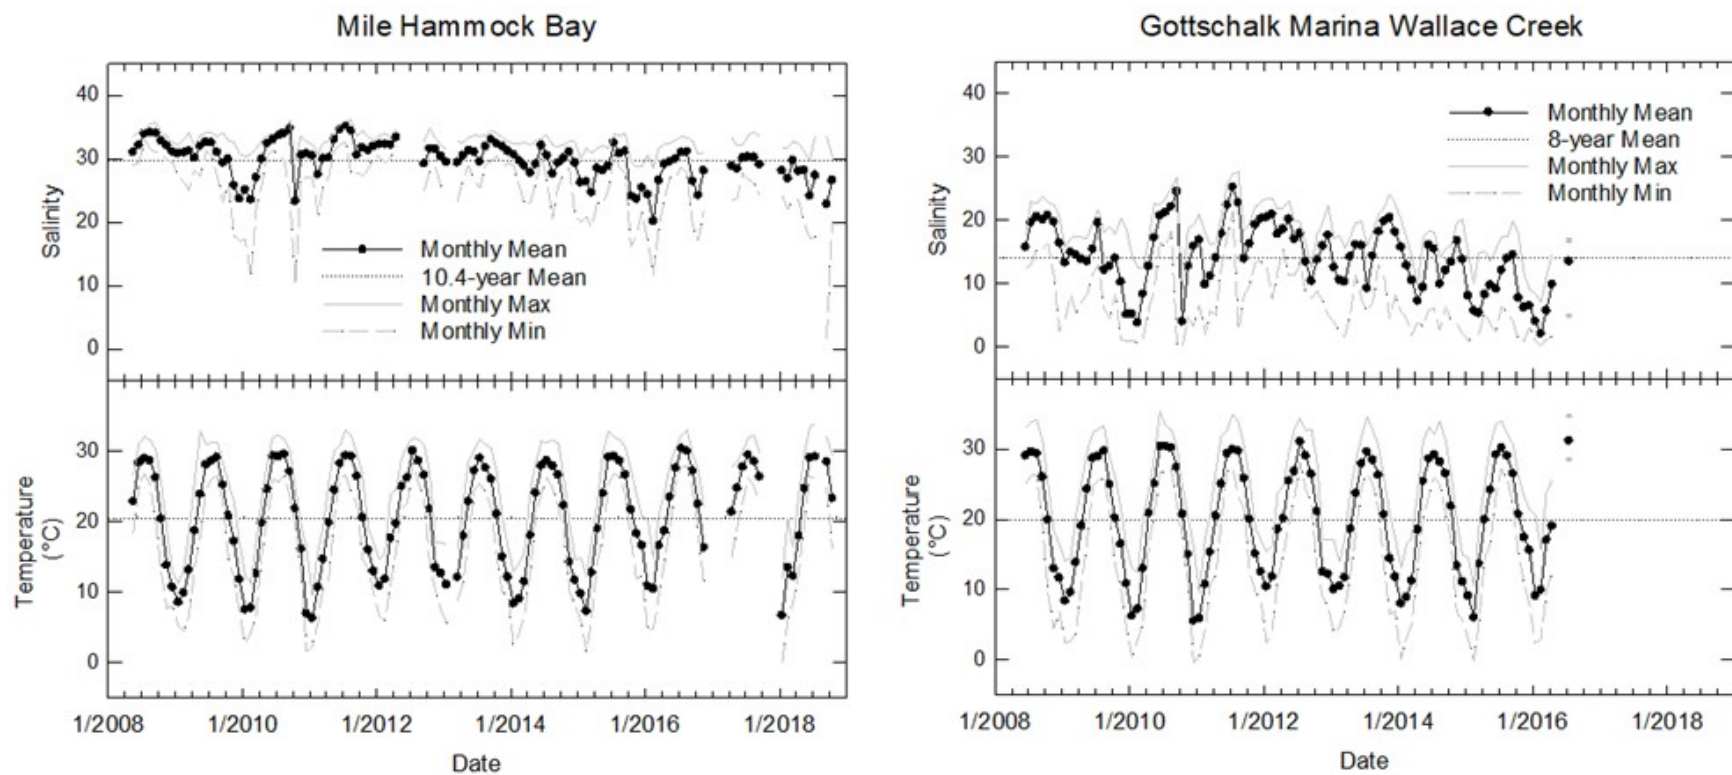 Mile Hammock Bay
Salinity
40
30
20
10
0
Monthly Mean
10.4-year Mean
Monthly Max
Monthly Min
Temperature
(°C)
30
20
10
0
1/2008
1/2010
1/2012
1/2014
1/2016
1/2018
Date
Gottschalk Marina Wallace Creek
Salinity
40
30
20
10
0
Monthly Mean
8-year Mean
Monthly Max
Monthly Min
Temperature
(°C)
30
20
10
0
1/2008
1/2010
1/2012
1/2014
1/2016
1/2018
Date